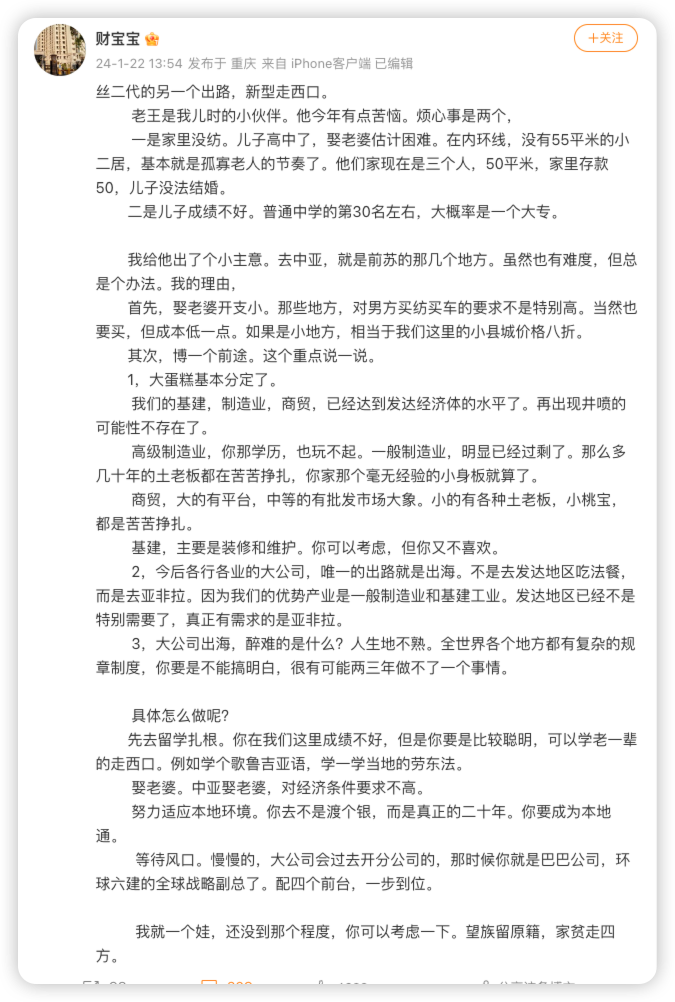 财宝宝
+关注
24-1-22 13:54 发布于 重庆 来自 iPhone客户端 已编辑
丝二代的另一个出路，新型走西口。
老王是我儿时的小伙伴。他今年有点苦恼。烦心事是两个，
一是家里没纺。儿子高中了，娶老婆估计困难。在内环线，没有55平米的小
二居，基本就是孤寡老人的节奏了。他们家现在是三个人，50平米，家里存款
50，儿子没法结婚。
二是儿子成绩不好。普通中学的第30名左右，大概率是一个大专。
我给他出了个小主意。去中亚，就是前苏的那几个地方。虽然也有难度，但总
是个办法。我的理由，
首先，娶老婆开支小。那些地方，对男方买纺买车的要求不是特别高。当然也
要买，但成本低一点。如果是小地方，相当于我们这里的小县城价格八折。
其次，博一个前途。这个重点说一说。
1，大蛋糕基本分定了。
我们的基建，制造业，商贸，已经达到发达经济体的水平了。再出现井喷的
可能性不存在了。
高级制造业，你那学历，也玩不起。一般制造业，明显已经过剩了。那么多
几十年的土老板都在苦苦挣扎，你家那个毫无经验的小身板就算了。
商贸，大的有平台，中等的有批发市场大象。小的有各种土老板，小桃宝，
都是苦苦挣扎。
基建，主要是装修和维护。你可以考虑，但你又不喜欢。
2，今后各行各业的大公司，唯一的出路就是出海。不是去发达地区吃法餐，
而是去亚非拉。因为我们的优势产业是一般制造业和基建工业。发达地区已经不是
特别需要了，真正有需求的是亚非拉。
3，大公司出海，醉难的是什么？人生地不熟。全世界各个地方都有复杂的规
章制度，你要是不能搞明白，很有可能两三年做不了一个事情。
具体怎么做呢?
先去留学扎根。你在我们这里成绩不好，但是你要是比较聪明，可以学老一辈
的走西口。例如学个歌鲁吉亚语，学一学当地的劳东法。
娶老婆。中亚娶老婆，对经济条件要求不高。
努力适应本地环境。你去不是渡个银，而是真正的二十年。你要成为本地
通。
等待风口。慢慢的，大公司会过去开分公司的，那时候你就是巴巴公司，环
球六建的全球战略副总了。配四个前台，一步到位。
我就一个娃，还没到那个程度，你可以考虑一下。望族留原籍，家贫走四
方。